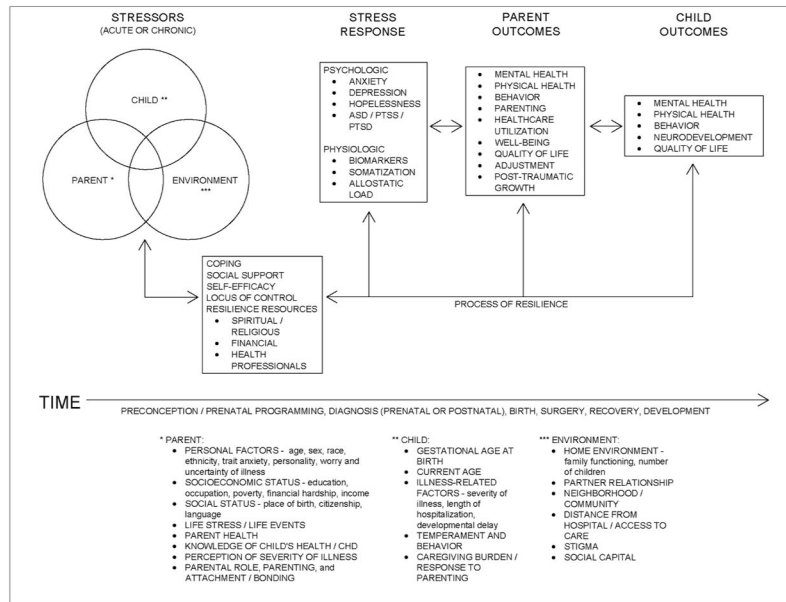 STRESSORS
(ACUTE OR CHRONIC)
STRESS
RESPONSE
PARENT
OUTCOMES
CHILD
OUTCOMES
CHILD **
PARENT *
ENVIRONMENT
***
PSYCHOLOGIC
• ANXIETY
• DEPRESSION
• HOPELESSNESS
• ASD / PTSS /
PTSD
PHYSIOLOGIC
• BIOMARKERS
• SOMATIZATION
• ALLOSTATIC
LOAD
• MENTAL HEALTH
• PHYSICAL HEALTH
• BEHAVIOR
• PARENTING
• HEALTHCARE
UTILIZATION
• WELL-BEING
• QUALITY OF LIFE
• ADJUSTMENT
• POST-TRAUMATIC
GROWTH
• MENTAL HEALTH
• PHYSICAL HEALTH
• BEHAVIOR
• NEURODEVELOPMENT
• QUALITY OF LIFE
COPING
SOCIAL SUPPORT
SELF-EFFICACY
LOCUS OF CONTROL
RESILIENCE RESOURCES
• SPIRITUAL /
RELIGIOUS
• FINANCIAL
• HEALTH
PROFESSIONALS
PROCESS OF RESILIENCE
TIME
PRECONCEPTION / PRENATAL PROGRAMMING, DIAGNOSIS (PRENATAL OR POSTNATAL), BIRTH, SURGERY, RECOVERY, DEVELOPMENT
* PARENT:
• PERSONAL FACTORS - age, sex, race,
ethnicity, trait anxiety, personality, worry and
uncertainty of illness
• SOCIOECONOMIC STATUS - education,
occupation, poverty, financial hardship, income
• SOCIAL STATUS - place of birth, citizenship,
language
• LIFE STRESS / LIFE EVENTS
• PARENT HEALTH
• KNOWLEDGE OF CHILD'S HEALTH / CHD
• PERCEPTION OF SEVERITY OF ILLNESS
• PARENTAL ROLE, PARENTING, and
ATTACHMENT / BONDING
** CHILD:
• GESTATIONAL AGE AT
BIRTH
• CURRENT AGE
• ILLNESS-RELATED
FACTORS - severity of
illness, length of
hospitalization,
developmental delay
• TEMPERAMENT AND
BEHAVIOR
• CAREGIVING BURDEN /
RESPONSE TO
PARENTING
*** ENVIRONMENT:
• HOME ENVIRONMENT -
family functioning, number
of children
• PARTNER RELATIONSHIP
• NEIGHBORHOOD /
COMMUNITY
• DISTANCE FROM
HOSPITAL / ACCESS TO
CARE
• STIGMA
• SOCIAL CAPITAL